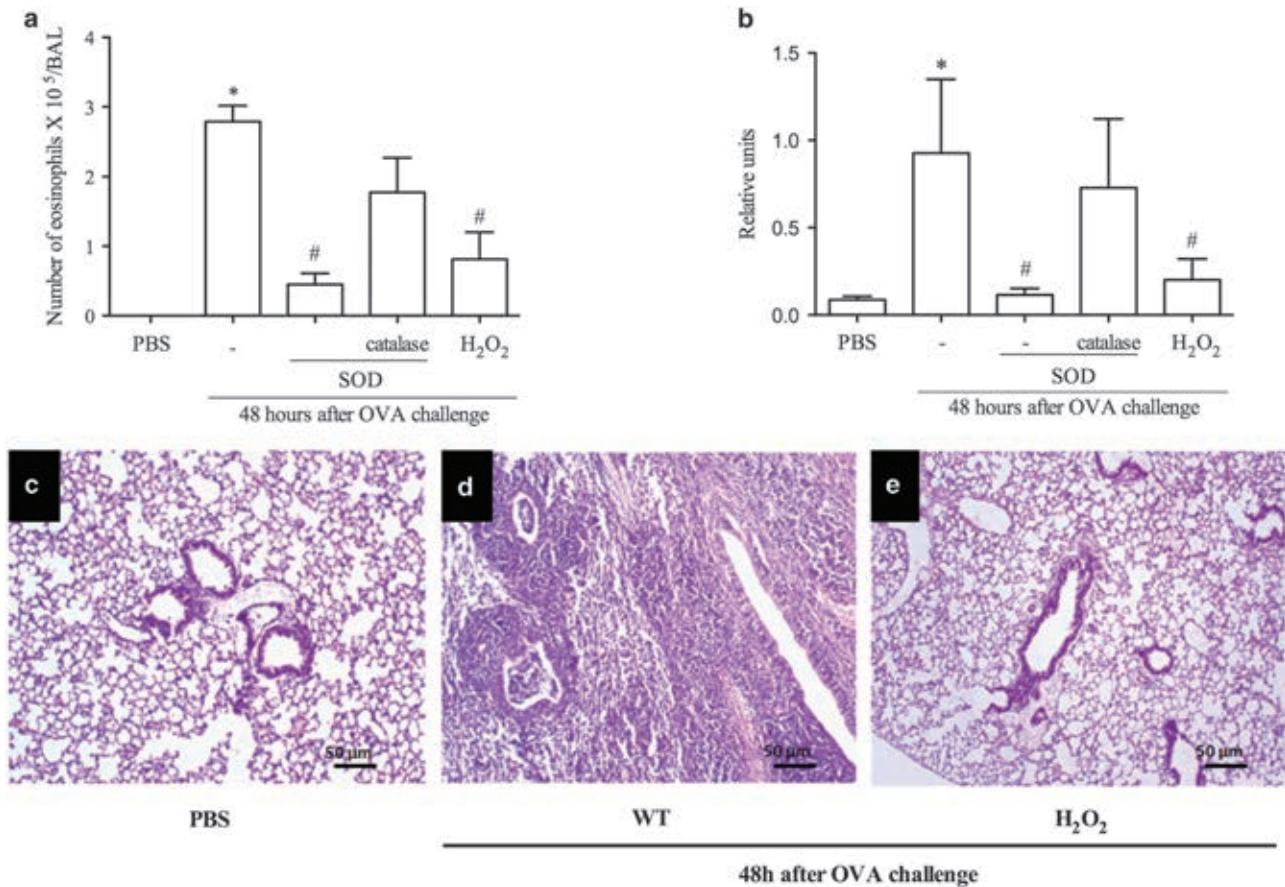 a
Number of eosinophils X 10 5/BAL
4
3
2
1
0
*
#
#
PBS
-
catalase
H2O2
SOD
48 hours after OVA challenge
b
Relative units
1.5
1.0
0.5
0.0
*
#
#
PBS
-
-
catalase
H2O2
SOD
48 hours after OVA challenge
c
50 µm
d
50 µm
e
50 µm
PBS
WT
H2O2
48h after OVA challenge